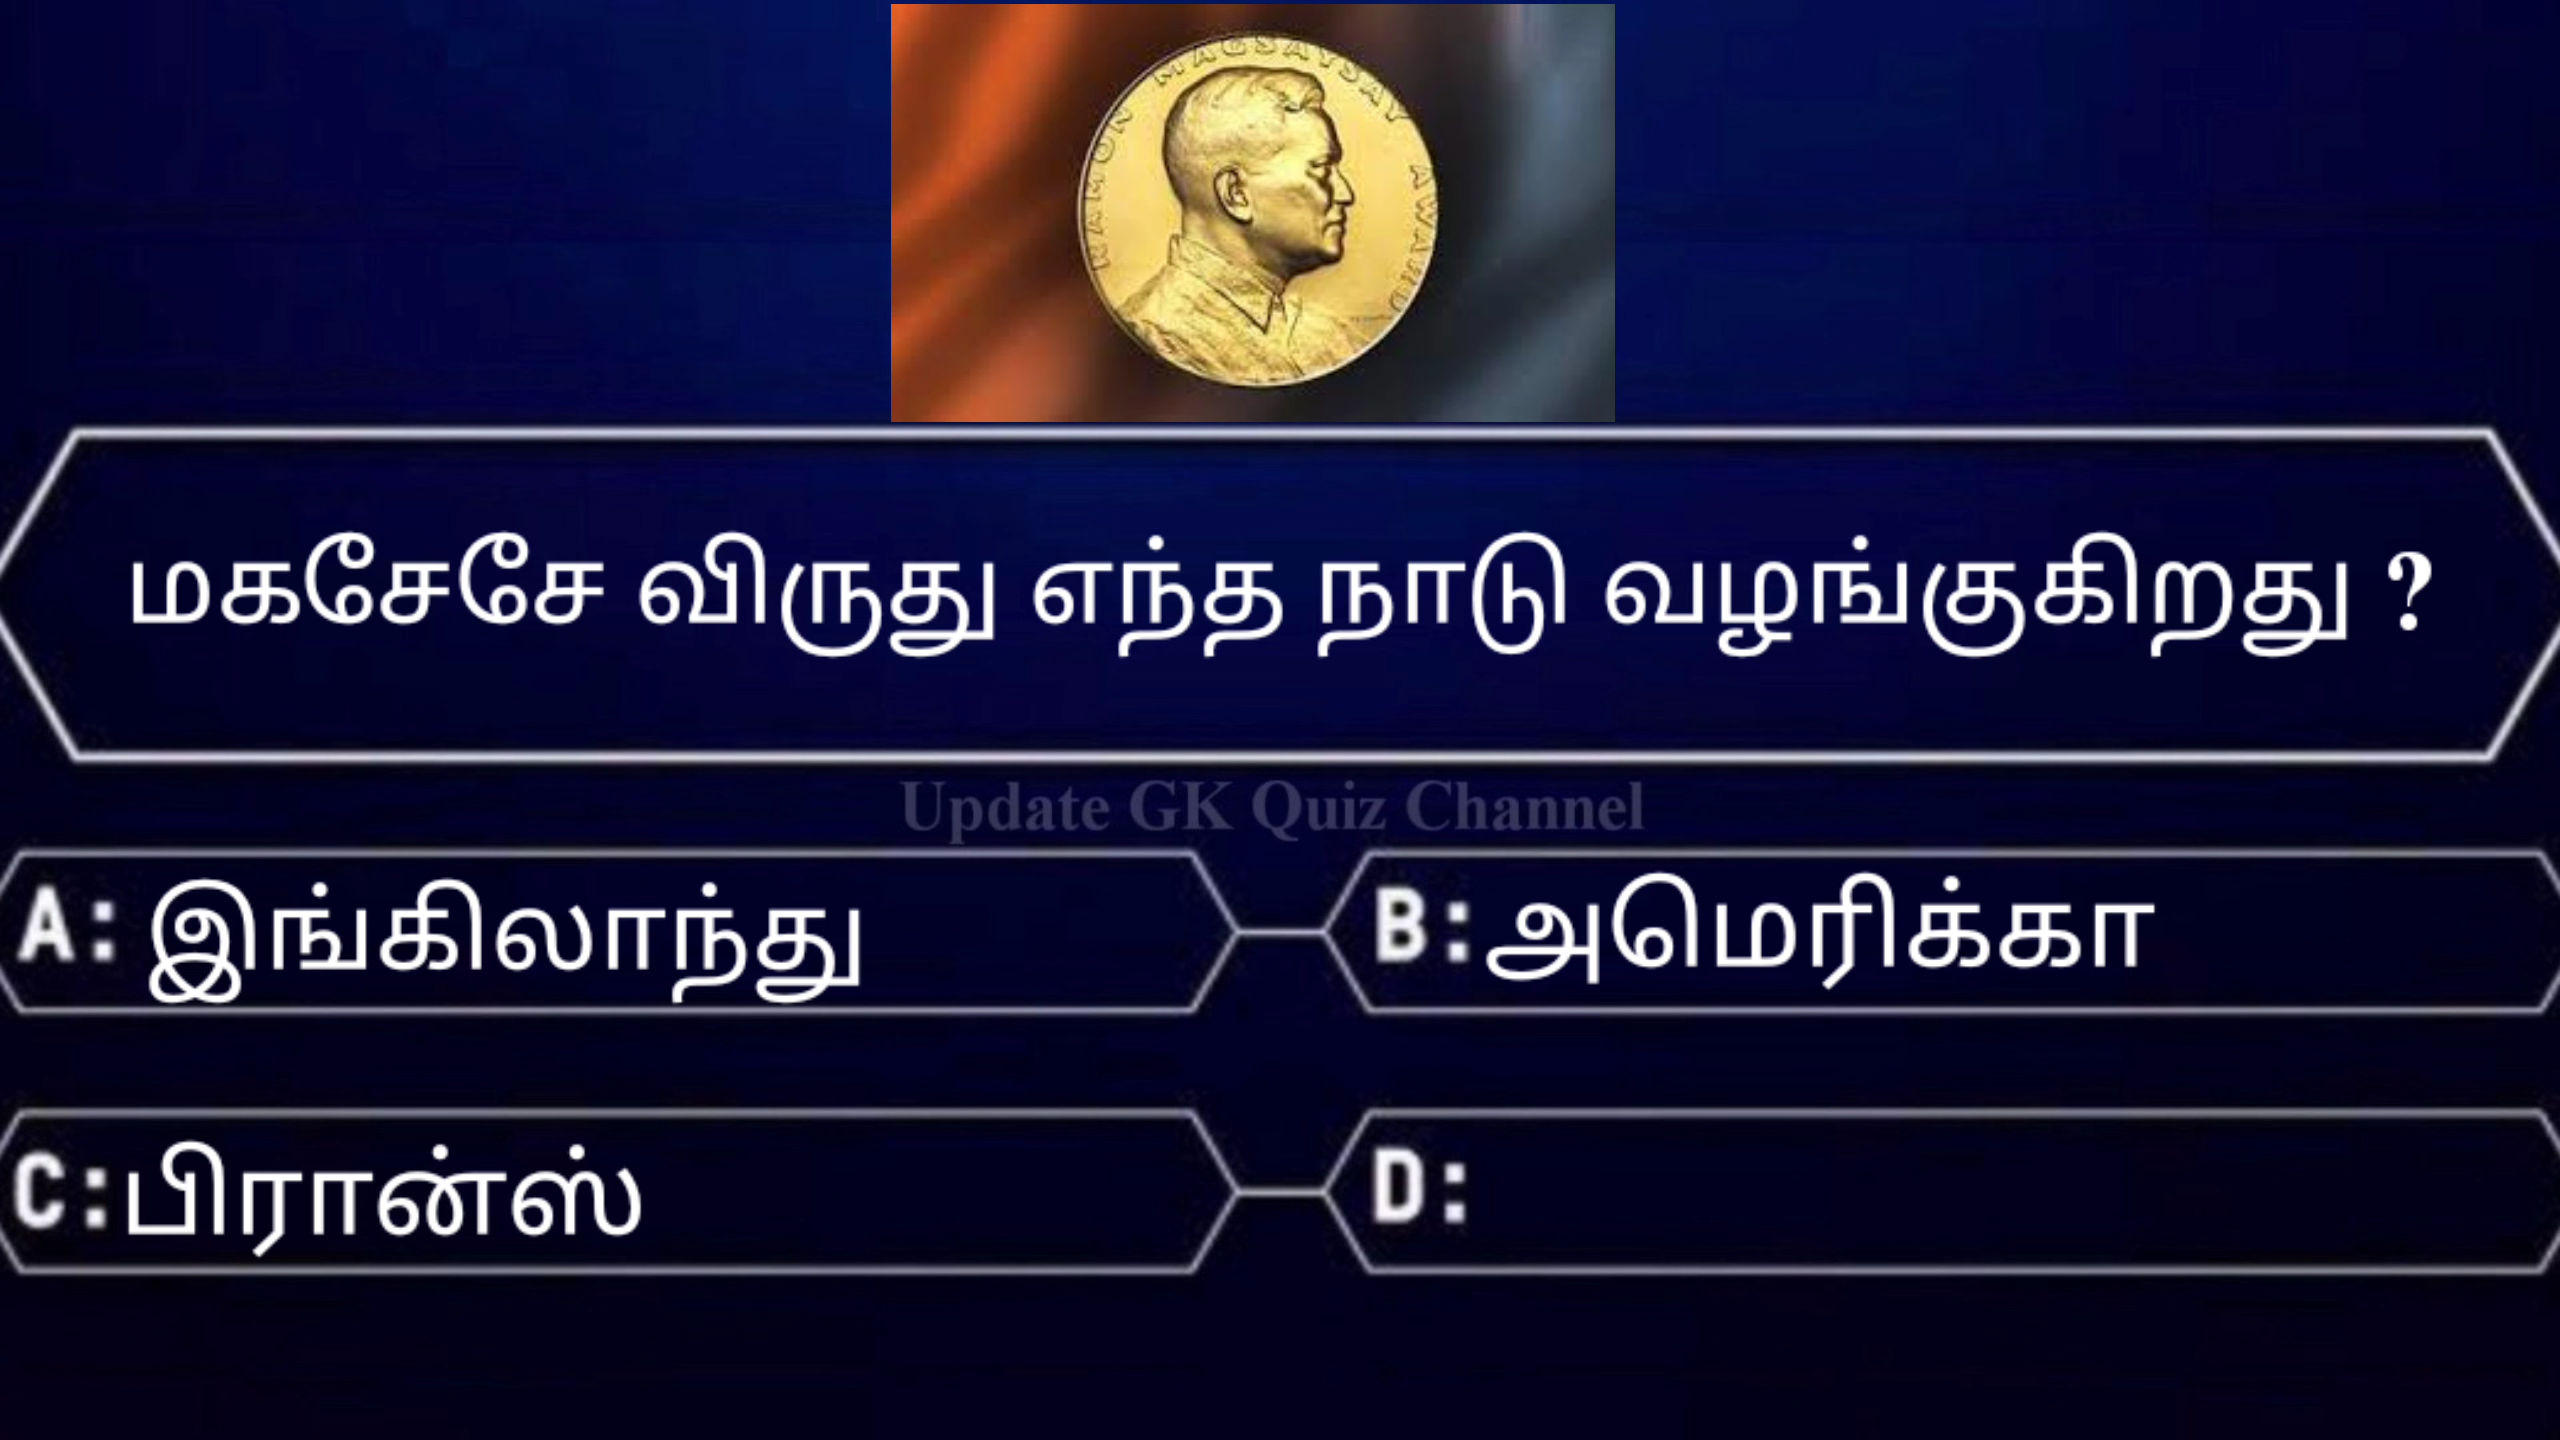 RAMON MAGSAYSAY AWARD
மகசேசே விருது எந்த நாடு வழங்குகிறது ?
Update GK Quiz Channel
A: இங்கிலாந்து
B: அமெரிக்கா
C: பிரான்ஸ்
D: